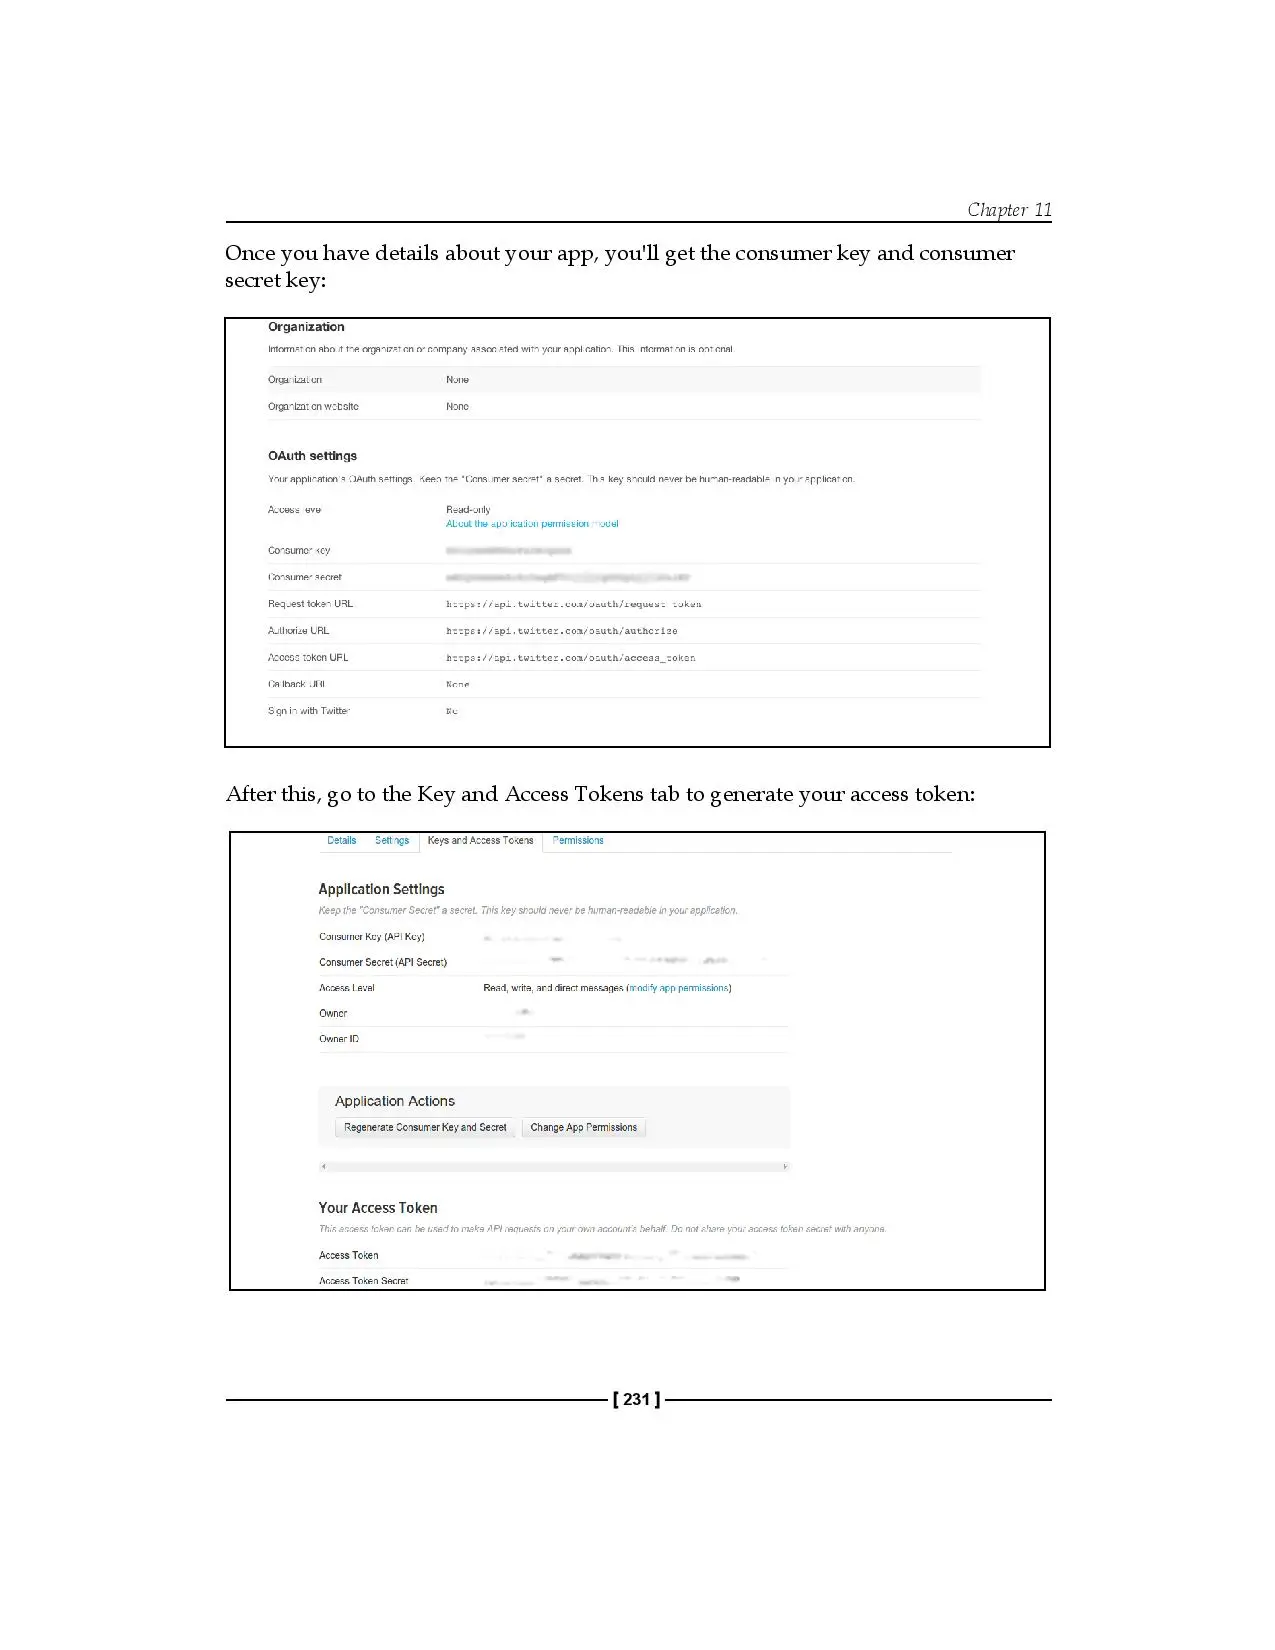 Chapter 11
Once you have details about your app, you'll get the consumer key and consumer
secret key:
Organization
Information about the organization or company associated with your application. This information is optional.
Organization None
Organization website None
OAuth settings
Your application's OAuth settings. Keep the "Consumer secret" a secret. This key should never be human-readable in your application.
Access level Read-only
About the application permission model
Consumer key
Consumer secret
Request token URL https://api.twitter.com/oauth/request_token
Authorize URL https://api.twitter.com/oauth/authorize
Access token URL https://api.twitter.com/oauth/access_token
Callback URL None
Sign in with Twitter No
After this, go to the Key and Access Tokens tab to generate your access token:
Details Settings Keys and Access Tokens Permissions
Application Settings
Keep the "Consumer Secret" a secret. This key should never be human-readable in your application.
Consumer Key (API Key)
Consumer Secret (API Secret)
Access Level Read, write, and direct messages (modify app permissions)
Owner
Owner ID
Application Actions
Regenerate Consumer Key and Secret Change App Permissions
Your Access Token
This access token can be used to make API requests on your own account's behalf. Do not share your access token secret with anyone.
Access Token
Access Token Secret
[ 231 ]